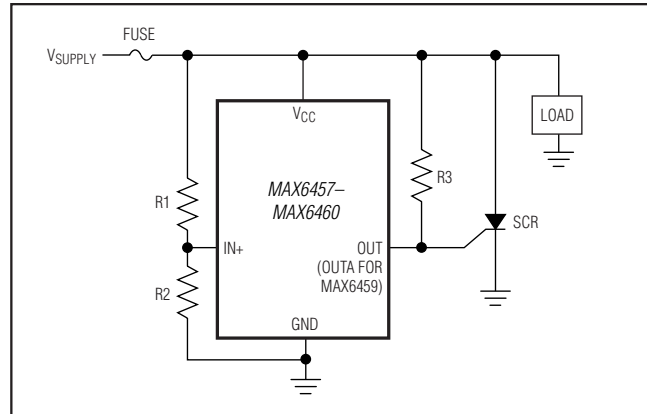 FUSE
VSUPPLY
VCC
LOAD
MAX6457–
MAX6460
R3
R1
SCR
IN+
OUT
(OUTA FOR
MAX6459)
R2
GND